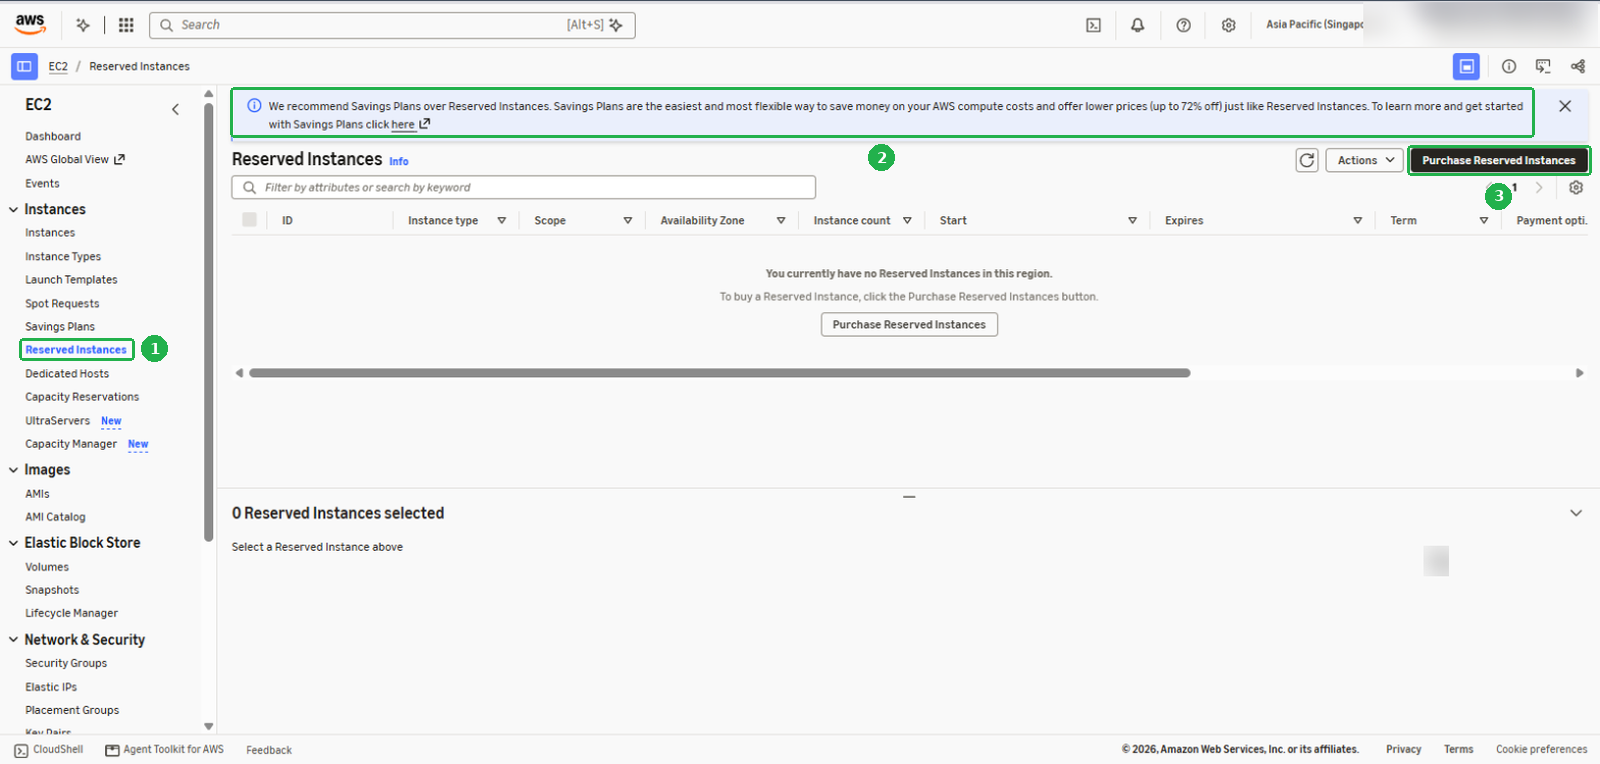 aws
Search
[Alt+S]
Asia Pacific (Singapo
EC2 / Reserved Instances
EC2
Dashboard
AWS Global View
Events
Instances
Instances
Instance Types
Launch Templates
Spot Requests
Savings Plans
Reserved Instances
1
Dedicated Hosts
Capacity Reservations
UltraServers New
Capacity Manager New
Images
AMIs
AMI Catalog
Elastic Block Store
Volumes
Snapshots
Lifecycle Manager
Network & Security
Security Groups
Elastic IPs
Placement Groups
Key Pairs
We recommend Savings Plans over Reserved Instances. Savings Plans are the easiest and most flexible way to save money on your AWS compute costs and offer lower prices (up to 72% off) just like Reserved Instances. To learn more and get started
with Savings Plans click here
2
Reserved Instances Info
Actions
Purchase Reserved Instances
Filter by attributes or search by keyword
3
1
ID Instance type Scope Availability Zone Instance count Start Expires Term Payment opti.
You currently have no Reserved Instances in this region.
To buy a Reserved Instance, click the Purchase Reserved Instances button.
Purchase Reserved Instances
0 Reserved Instances selected
Select a Reserved Instance above
CloudShell Agent Toolkit for AWS Feedback
© 2026, Amazon Web Services, Inc. or its affiliates. Privacy Terms Cookie preferences